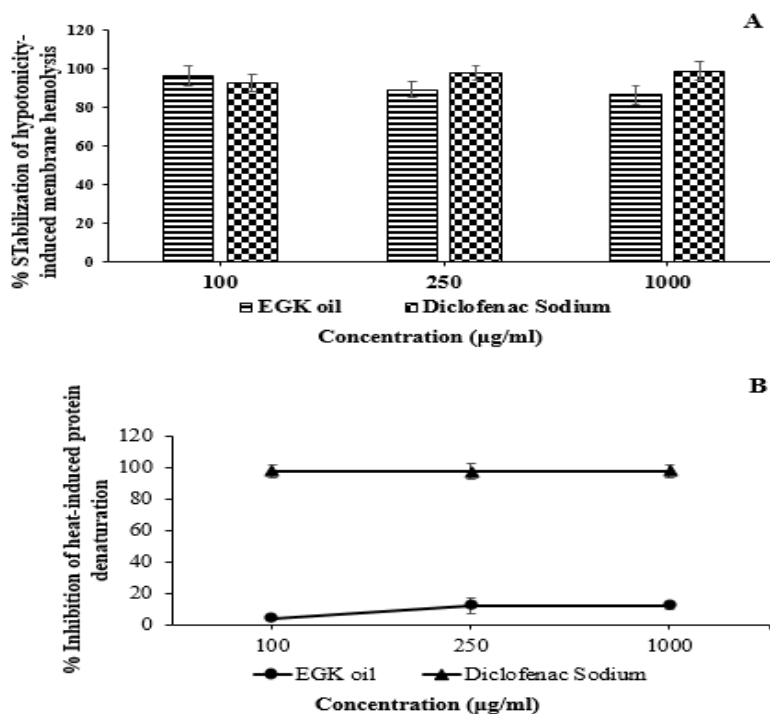 A
% STabilization of hypotonicity-
induced membrane hemolysis
120
100
80
60
40
20
0
100 250 1000
EGK oil Diclofenac Sodium
Concentration (µg/ml)
B
% Inhibition of heat-induced protein
denaturation
120
100
80
60
40
20
0
100 250 1000
EGK oil Diclofenac Sodium
Concentration (µg/ml)